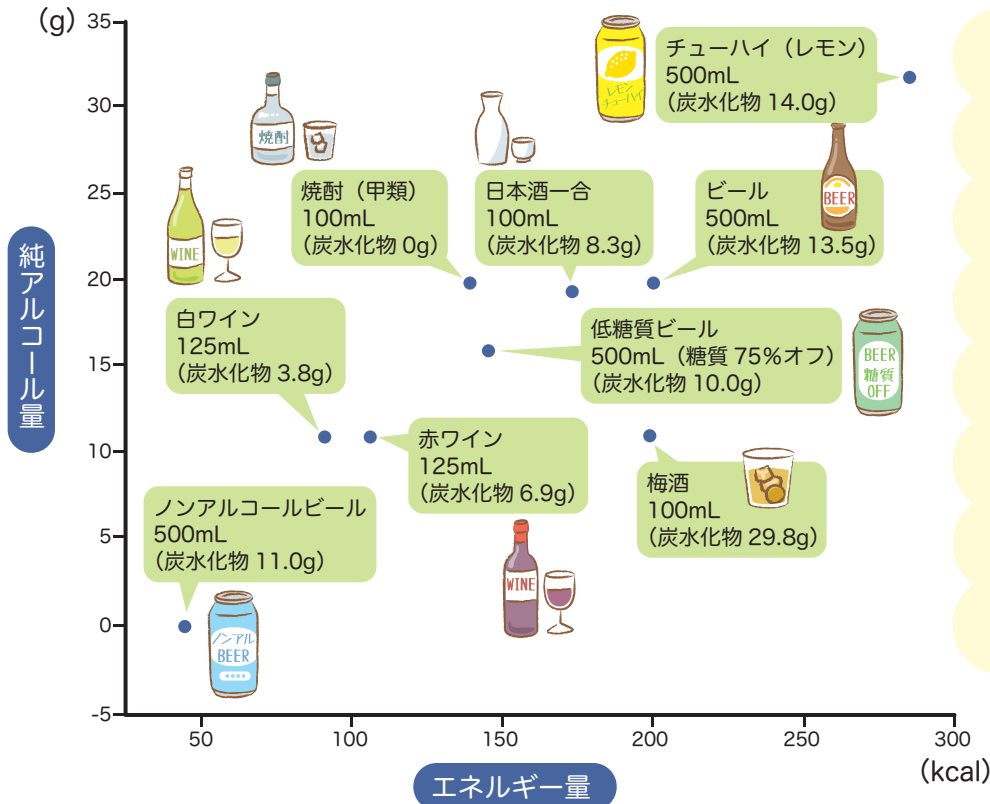 (g)
35
30
25
20
15
10
5
0
-5
純アルコール量
チューハイ（レモン）
500mL
（炭水化物 14.0g）
レモン
チューハイ
焼酎
焼酎（甲類）
100mL
（炭水化物 0g）
日本酒一合
100mL
（炭水化物 8.3g）
ビール
500mL
（炭水化物 13.5g）
BEER
WINE
白ワイン
125mL
（炭水化物 3.8g）
低糖質ビール
500mL（糖質 75％オフ）
（炭水化物 10.0g）
BEER
糖質
OFF
赤ワイン
125mL
（炭水化物 6.9g）
WINE
梅酒
100mL
（炭水化物 29.8g）
ノンアルコールビール
500mL
（炭水化物 11.0g）
ノンアル
BEER
50
100
150
200
250
300
(kcal)
エネルギー量